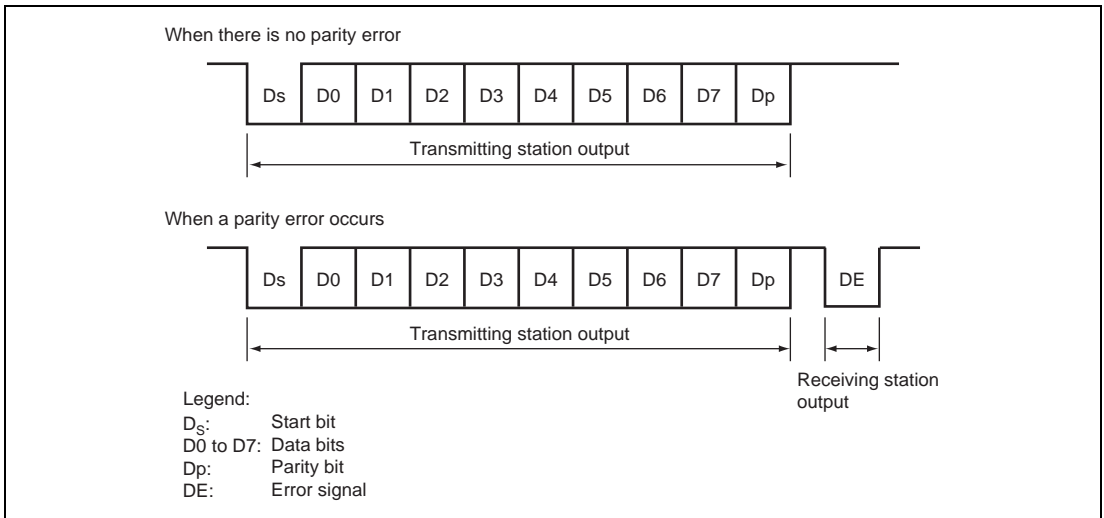 When there is no parity error
Ds D0 D1 D2 D3 D4 D5 D6 D7 Dp
Transmitting station output
When a parity error occurs
Ds D0 D1 D2 D3 D4 D5 D6 D7 Dp DE
Transmitting station output
Receiving station
output
Legend:
DS: Start bit
D0 to D7: Data bits
Dp: Parity bit
DE: Error signal